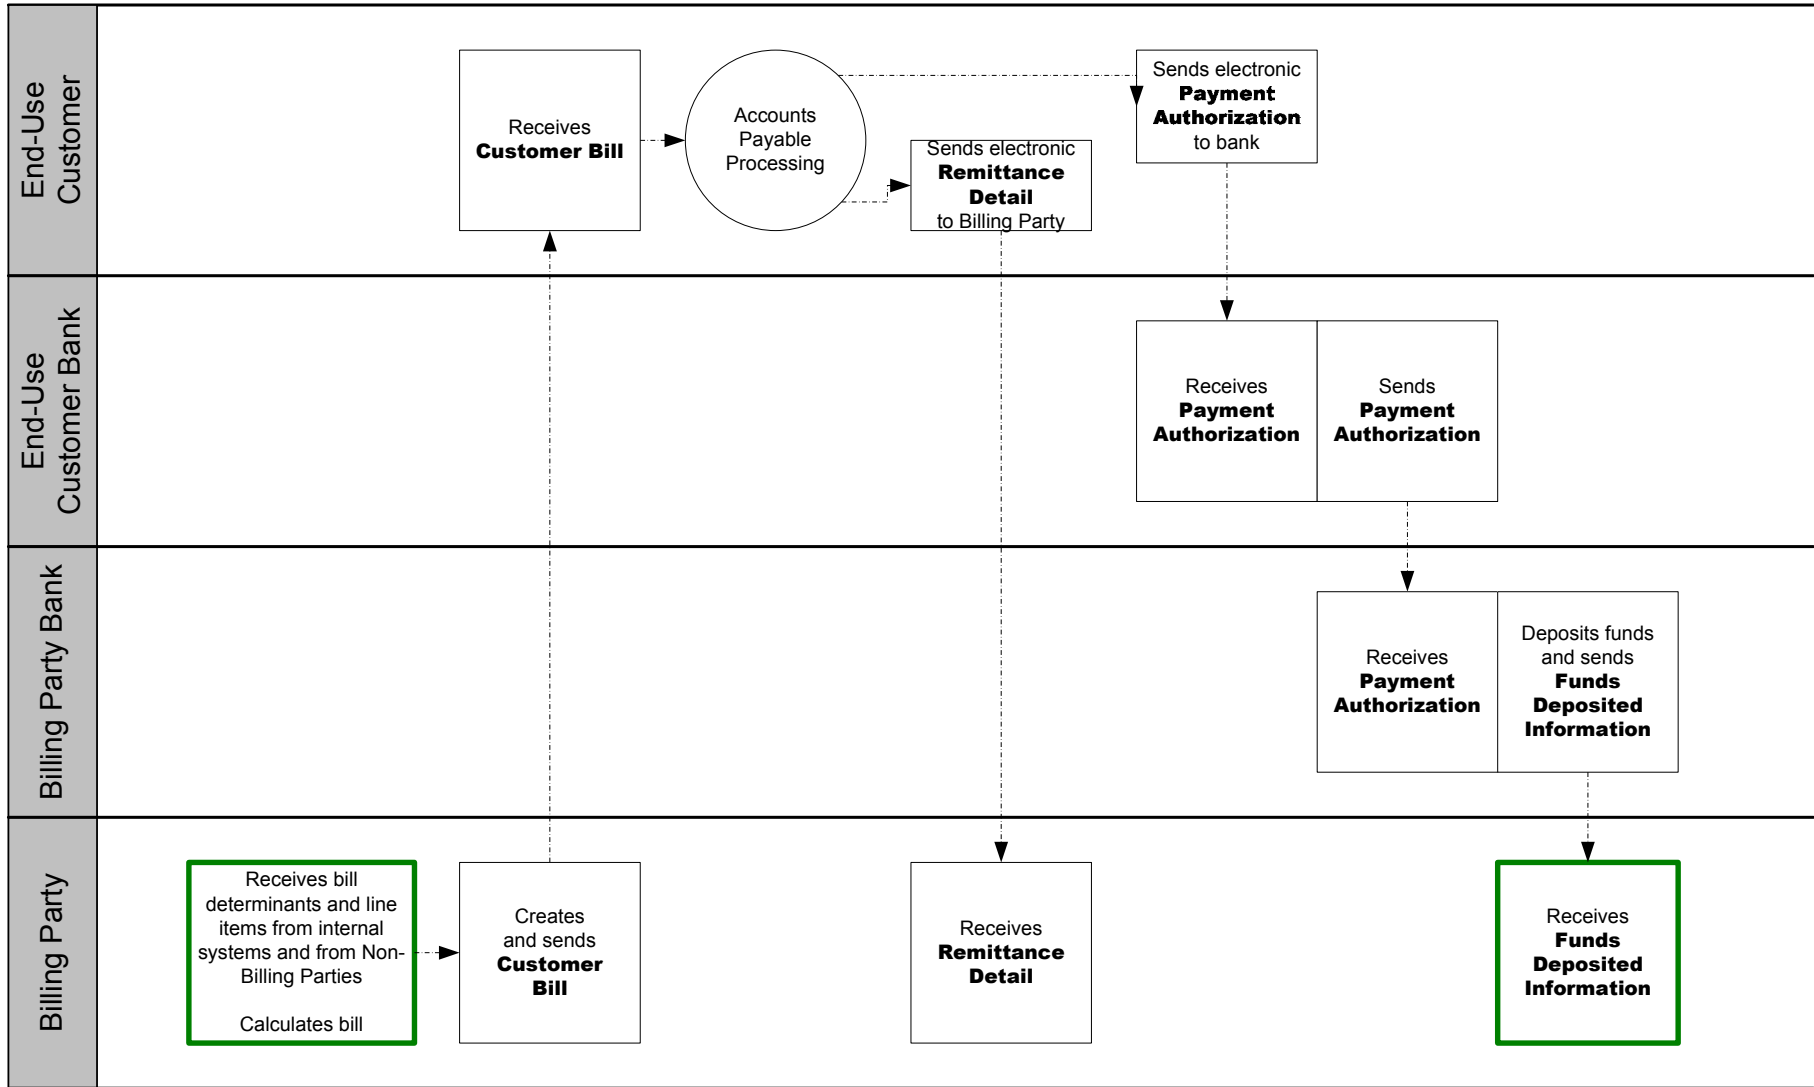 End-Use
Customer
Receives
Customer Bill
Accounts
Payable
Processing
Sends electronic
Remittance
Detail
to Billing Party
Sends electronic
Payment
Authorization
to bank
End-Use
Customer Bank
Receives
Payment
Authorization
Sends
Payment
Authorization
Billing Party Bank
Receives
Payment
Authorization
Deposits funds
and sends
Funds
Deposited
Information
Billing Party
Receives bill
determinants and line
items from internal
systems and from Non-
Billing Parties
Calculates bill
Creates
and sends
Customer
Bill
Receives
Remittance
Detail
Receives
Funds
Deposited
Information